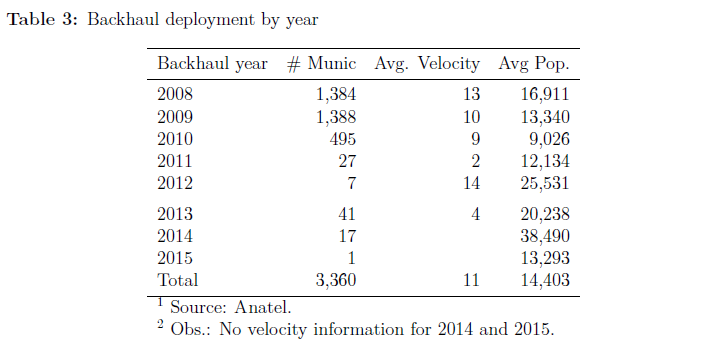 Table 3: Backhaul deployment by year
Backhaul year # Munic Avg. Velocity Avg Pop.
2008 1,384 13 16,911
2009 1,388 10 13,340
2010 495 9 9,026
2011 27 2 12,134
2012 7 14 25,531
2013 41 4 20,238
2014 17 38,490
2015 1 13,293
Total 3,360 11 14,403
1 Source: Anatel.
2 Obs.: No velocity information for 2014 and 2015.